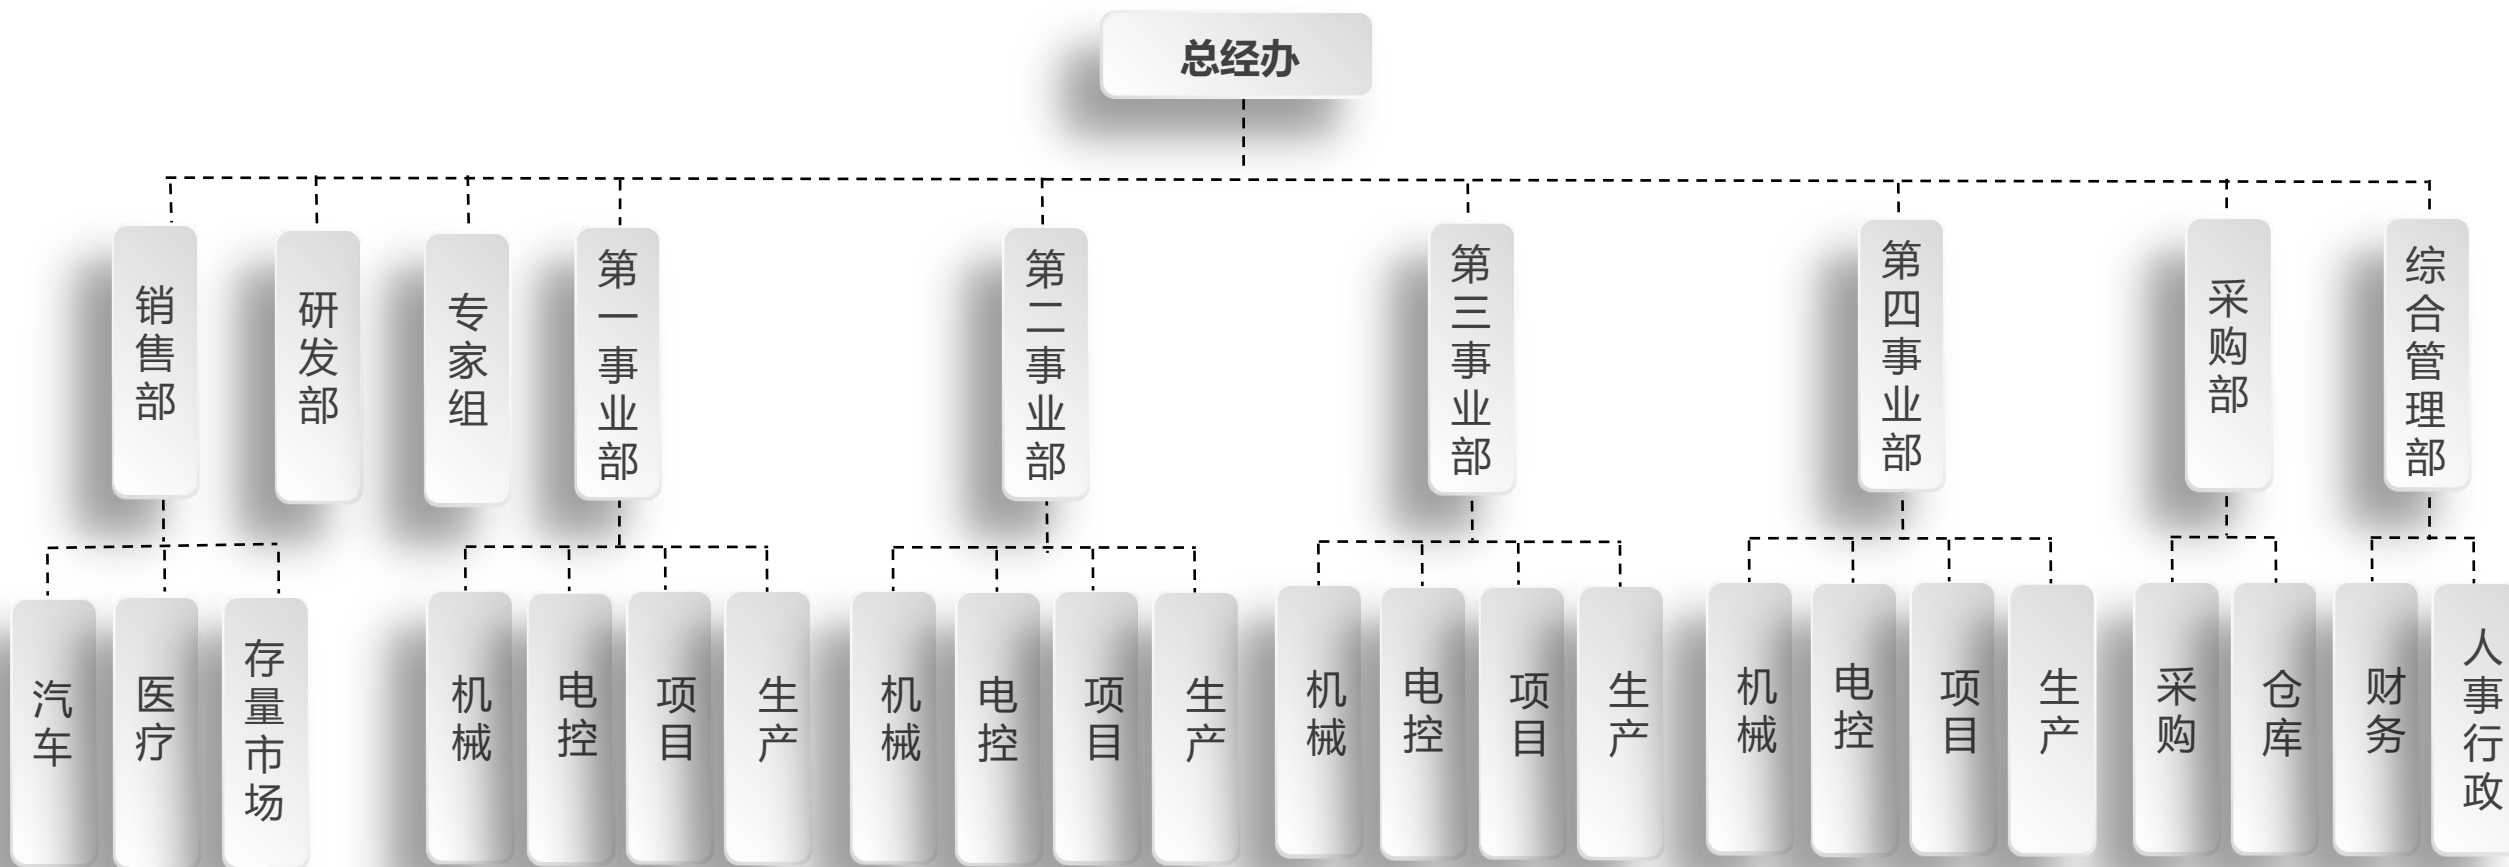 总经办
销售部
研发部
专家组
第一事业部
第二事业部
第三事业部
第四事业部
采购部
综合管理部
汽车
医疗
存量市场
机械
电控
项目
生产
机械
电控
项目
生产
机械
电控
项目
生产
机械
电控
项目
生产
采购
仓库
财务
人事行政